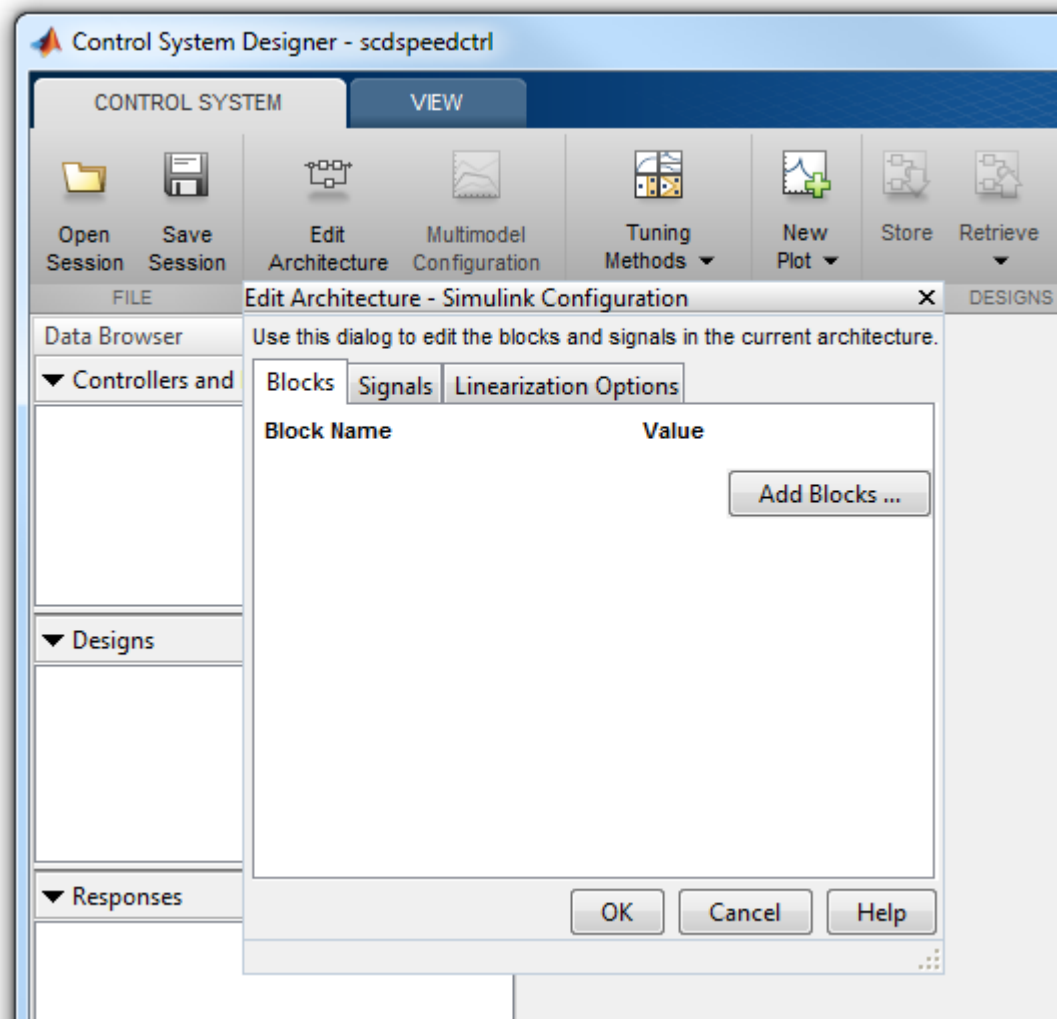 Control System Designer - scdspeedctrl
CONTROL SYSTEM
VIEW
Open Session
Save Session
Edit Architecture
Multimodel Configuration
Tuning Methods
New Plot
Store
Retrieve
FILE
DESIGNS
Edit Architecture - Simulink Configuration
Use this dialog to edit the blocks and signals in the current architecture.
Data Browser
Controllers and
Blocks
Signals
Linearization Options
Block Name
Value
Add Blocks ...
Designs
Responses
OK
Cancel
Help